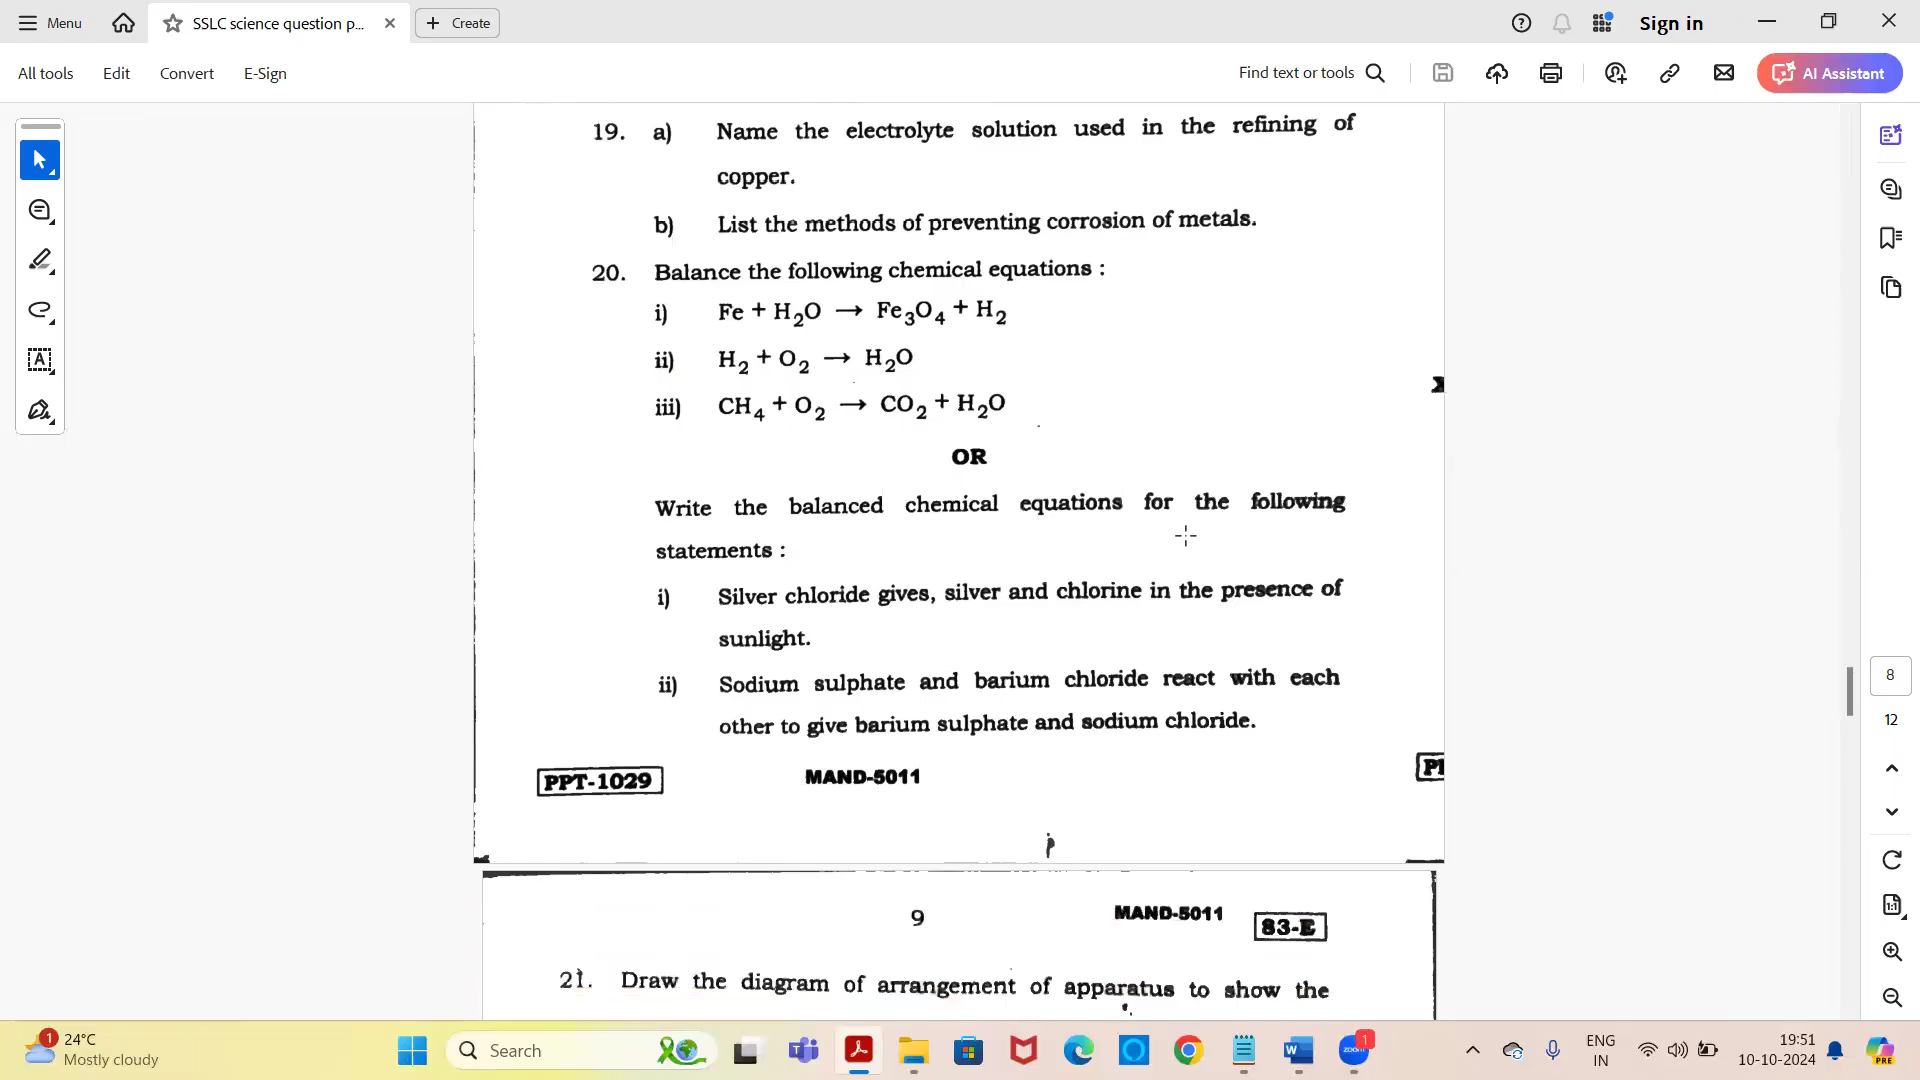 Menu
SSLC science question p...
Create
Sign in
All tools
Edit
Convert
E-Sign
Find text or tools
AI Assistant
19. a) Name the electrolyte solution used in the refining of
copper.
b) List the methods of preventing corrosion of metals.
20. Balance the following chemical equations :
i) Fe + H₂O → Fe₃O₄ + H₂
ii) H₂ + O₂ → H₂O
iii) CH₄ + O₂ → CO₂ + H₂O
OR
Write the balanced chemical equations for the following
statements :
i) Silver chloride gives, silver and chlorine in the presence of
sunlight.
ii) Sodium sulphate and barium chloride react with each
other to give barium sulphate and sodium chloride.
PPT-1029
MAND-5011
8
12
9
MAND-5011
83-E
21. Draw the diagram of arrangement of apparatus to show the
1
24°C
Mostly cloudy
Search
zoom
1
ENG
IN
19:51
10-10-2024
PRE